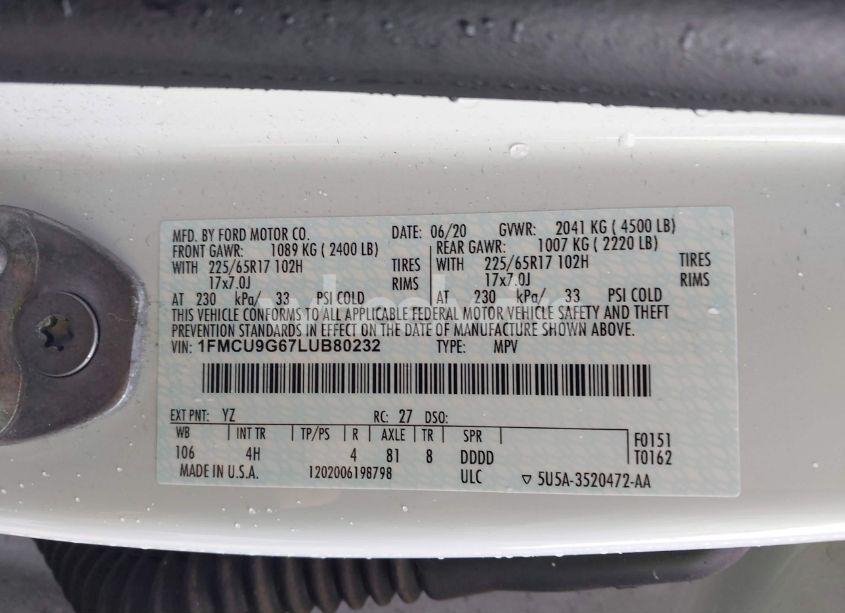 MFD. BY FORD MOTOR CO. DATE: 06/20 GVWR: 2041 KG ( 4500 LB)
FRONT GAWR: 1089 KG ( 2400 LB) REAR GAWR: 1007 KG ( 2220 LB)
WITH 225/65R17 102H TIRES WITH 225/65R17 102H TIRES
17x7.0J RIMS 17x7.0J RIMS
AT 230 kPa/ 33 PSI COLD AT 230 kPa/ 33 PSI COLD
THIS VEHICLE CONFORMS TO ALL APPLICABLE FEDERAL MOTOR VEHICLE SAFETY AND THEFT
PREVENTION STANDARDS IN EFFECT ON THE DATE OF MANUFACTURE SHOWN ABOVE.
VIN: 1FMCU9G67LUB80232 TYPE: MPV
EXT PNT: YZ RC: 27 DSO:
WB INT TR TP/PS R AXLE TR SPR F0151
106 4H 4 81 8 DDDD T0162
MADE IN U.S.A. 1202006198798 ULC ▽ 5U5A-3520472-AA